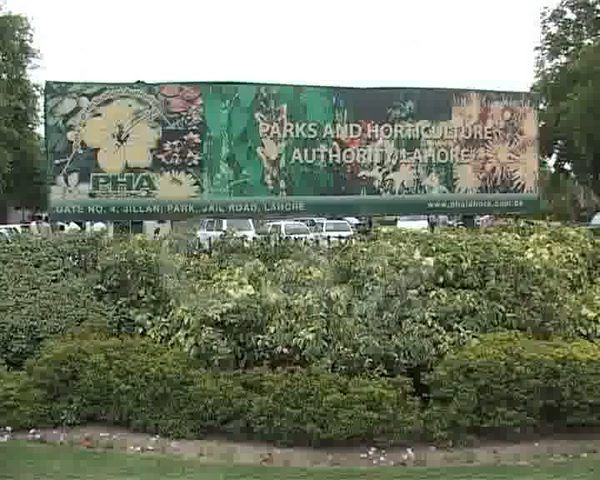 PARKS AND HORTICULTURE
AUTHORITY LAHORE
PHA
GATE NO. 4, JILLANI PARK, JAIL ROAD, LAHORE
www.phalahore.com.pk